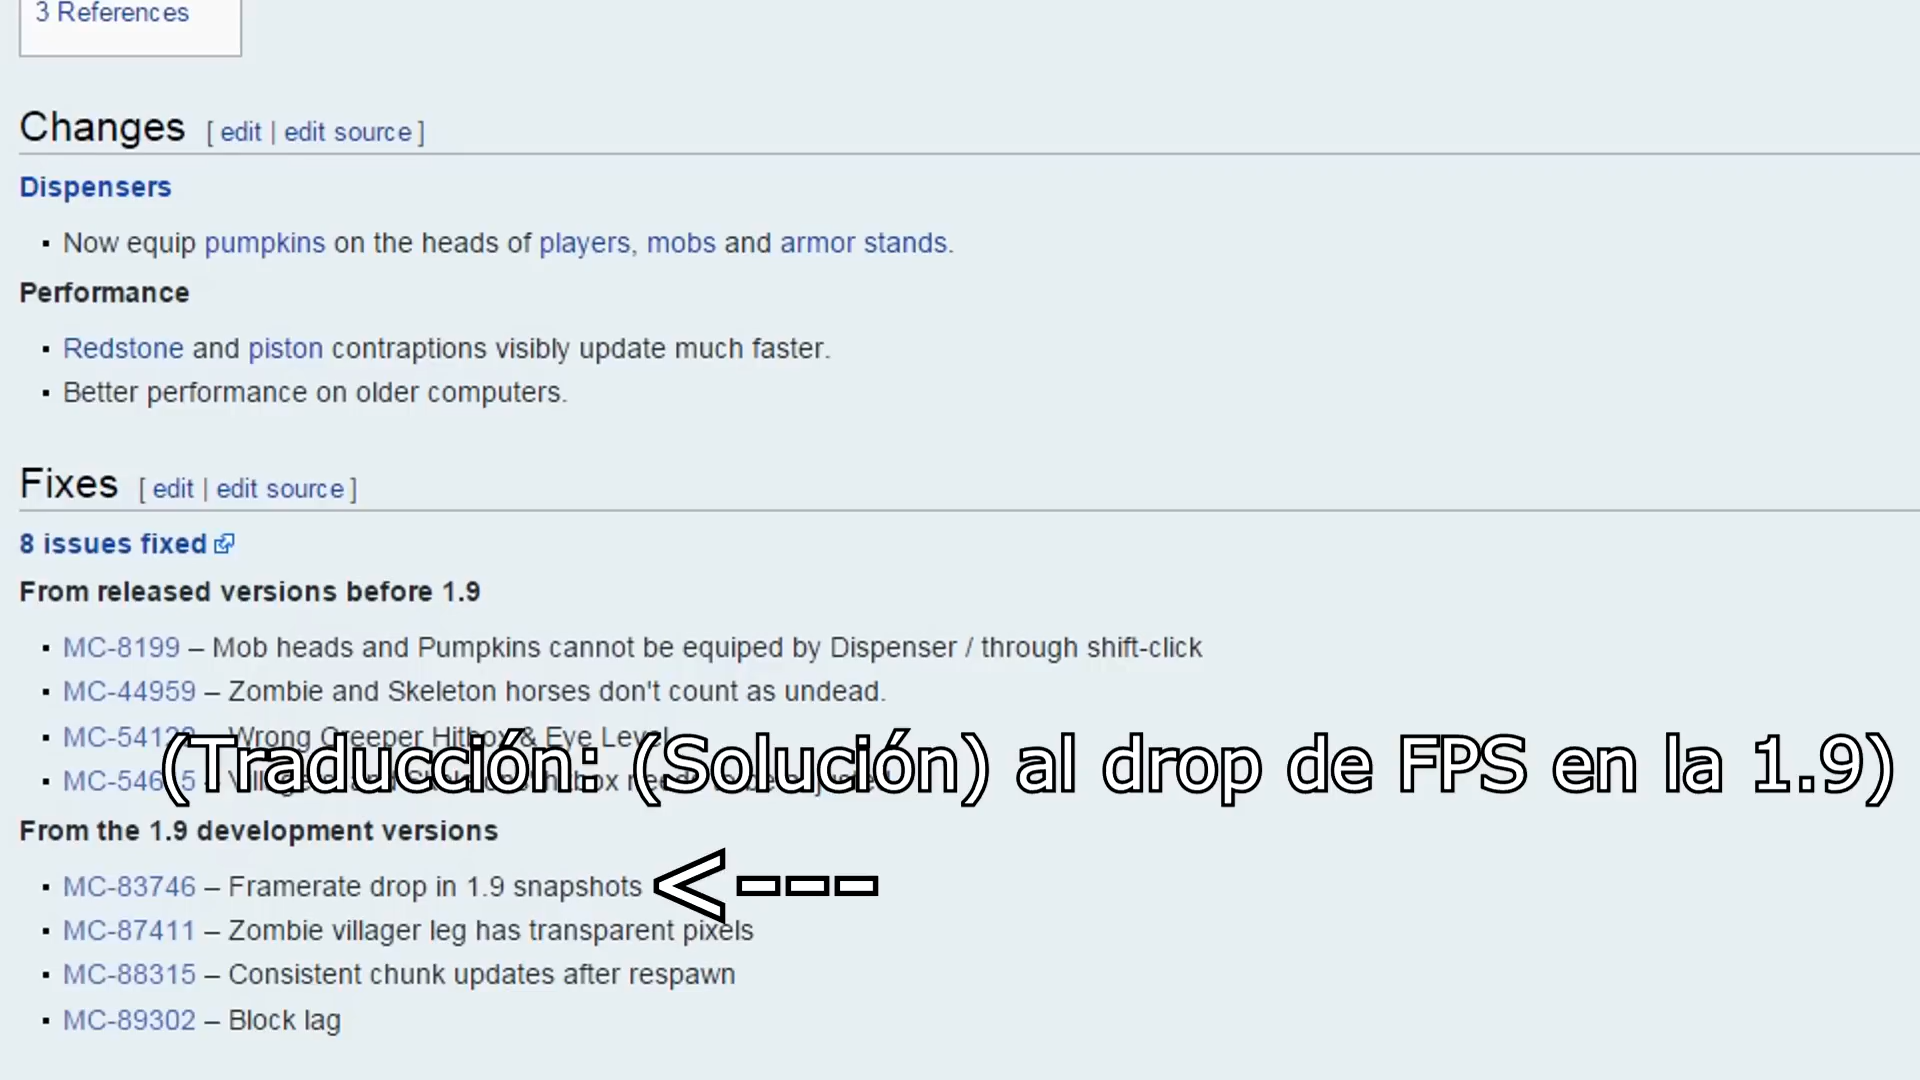 3 References
Changes [ edit | edit source ]
Dispensers
▪ Now equip pumpkins on the heads of players, mobs and armor stands.
Performance
▪ Redstone and piston contraptions visibly update much faster.
▪ Better performance on older computers.
Fixes [ edit | edit source ]
8 issues fixed
From released versions before 1.9
▪ MC-8199 – Mob heads and Pumpkins cannot be equiped by Dispenser / through shift-click
▪ MC-44959 – Zombie and Skeleton horses don't count as undead.
▪ – Wrong Creeper Hitbox & Eye Level
(Traducción: (Solución) al drop de FPS en la 1.9)
From the 1.9 development versions
▪ MC-83746 – Framerate drop in 1.9 snapshots <---
▪ MC-87411 – Zombie villager leg has transparent pixels
▪ MC-88315 – Consistent chunk updates after respawn
▪ MC-89302 – Block lag